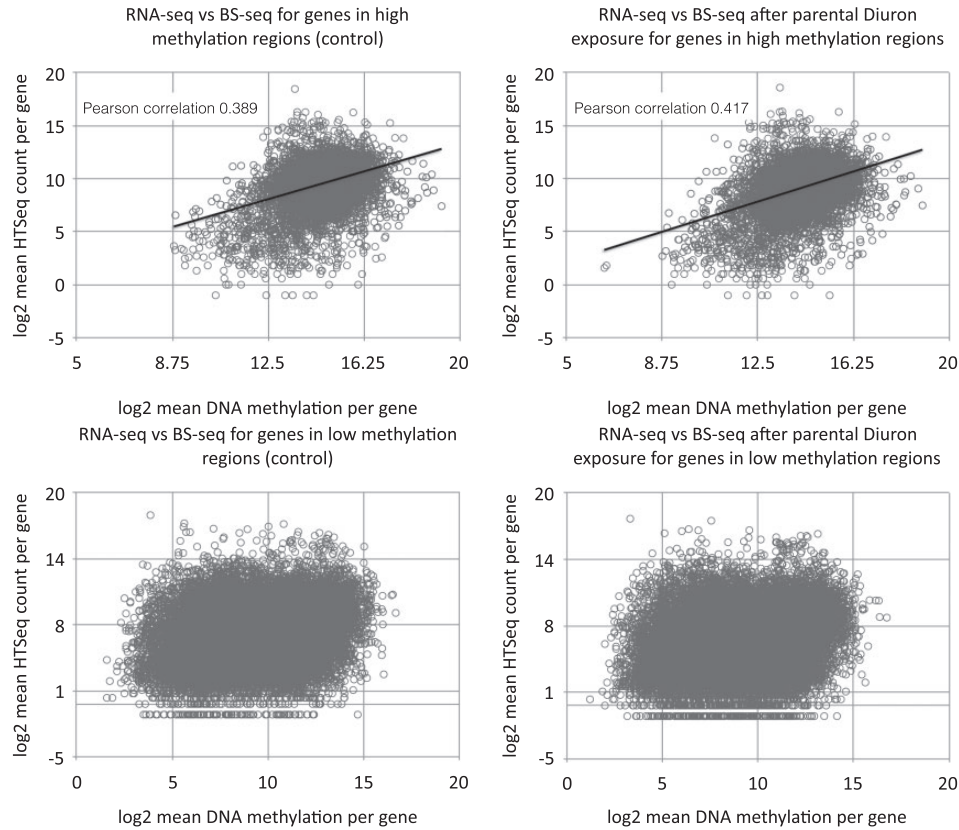 RNA-seq vs BS-seq for genes in high
methylation regions (control)
log2 mean HTSeq count per gene
20
15
10
5
0
-5
Pearson correlation 0.389
5 8.75 12.5 16.25 20
log2 mean DNA methylation per gene
RNA-seq vs BS-seq after parental Diuron
exposure for genes in high methylation regions
log2 mean HTSeq count per gene
20
15
10
5
0
-5
Pearson correlation 0.417
5 8.75 12.5 16.25 20
log2 mean DNA methylation per gene
RNA-seq vs BS-seq for genes in low methylation
regions (control)
log2 mean HTSeq count per gene
20
14
8
1
-5
0 5 10 15 20
log2 mean DNA methylation per gene
RNA-seq vs BS-seq after parental Diuron
exposure for genes in low methylation regions
log2 mean HTSeq count per gene
20
14
8
1
-5
0 5 10 15 20
log2 mean DNA methylation per gene